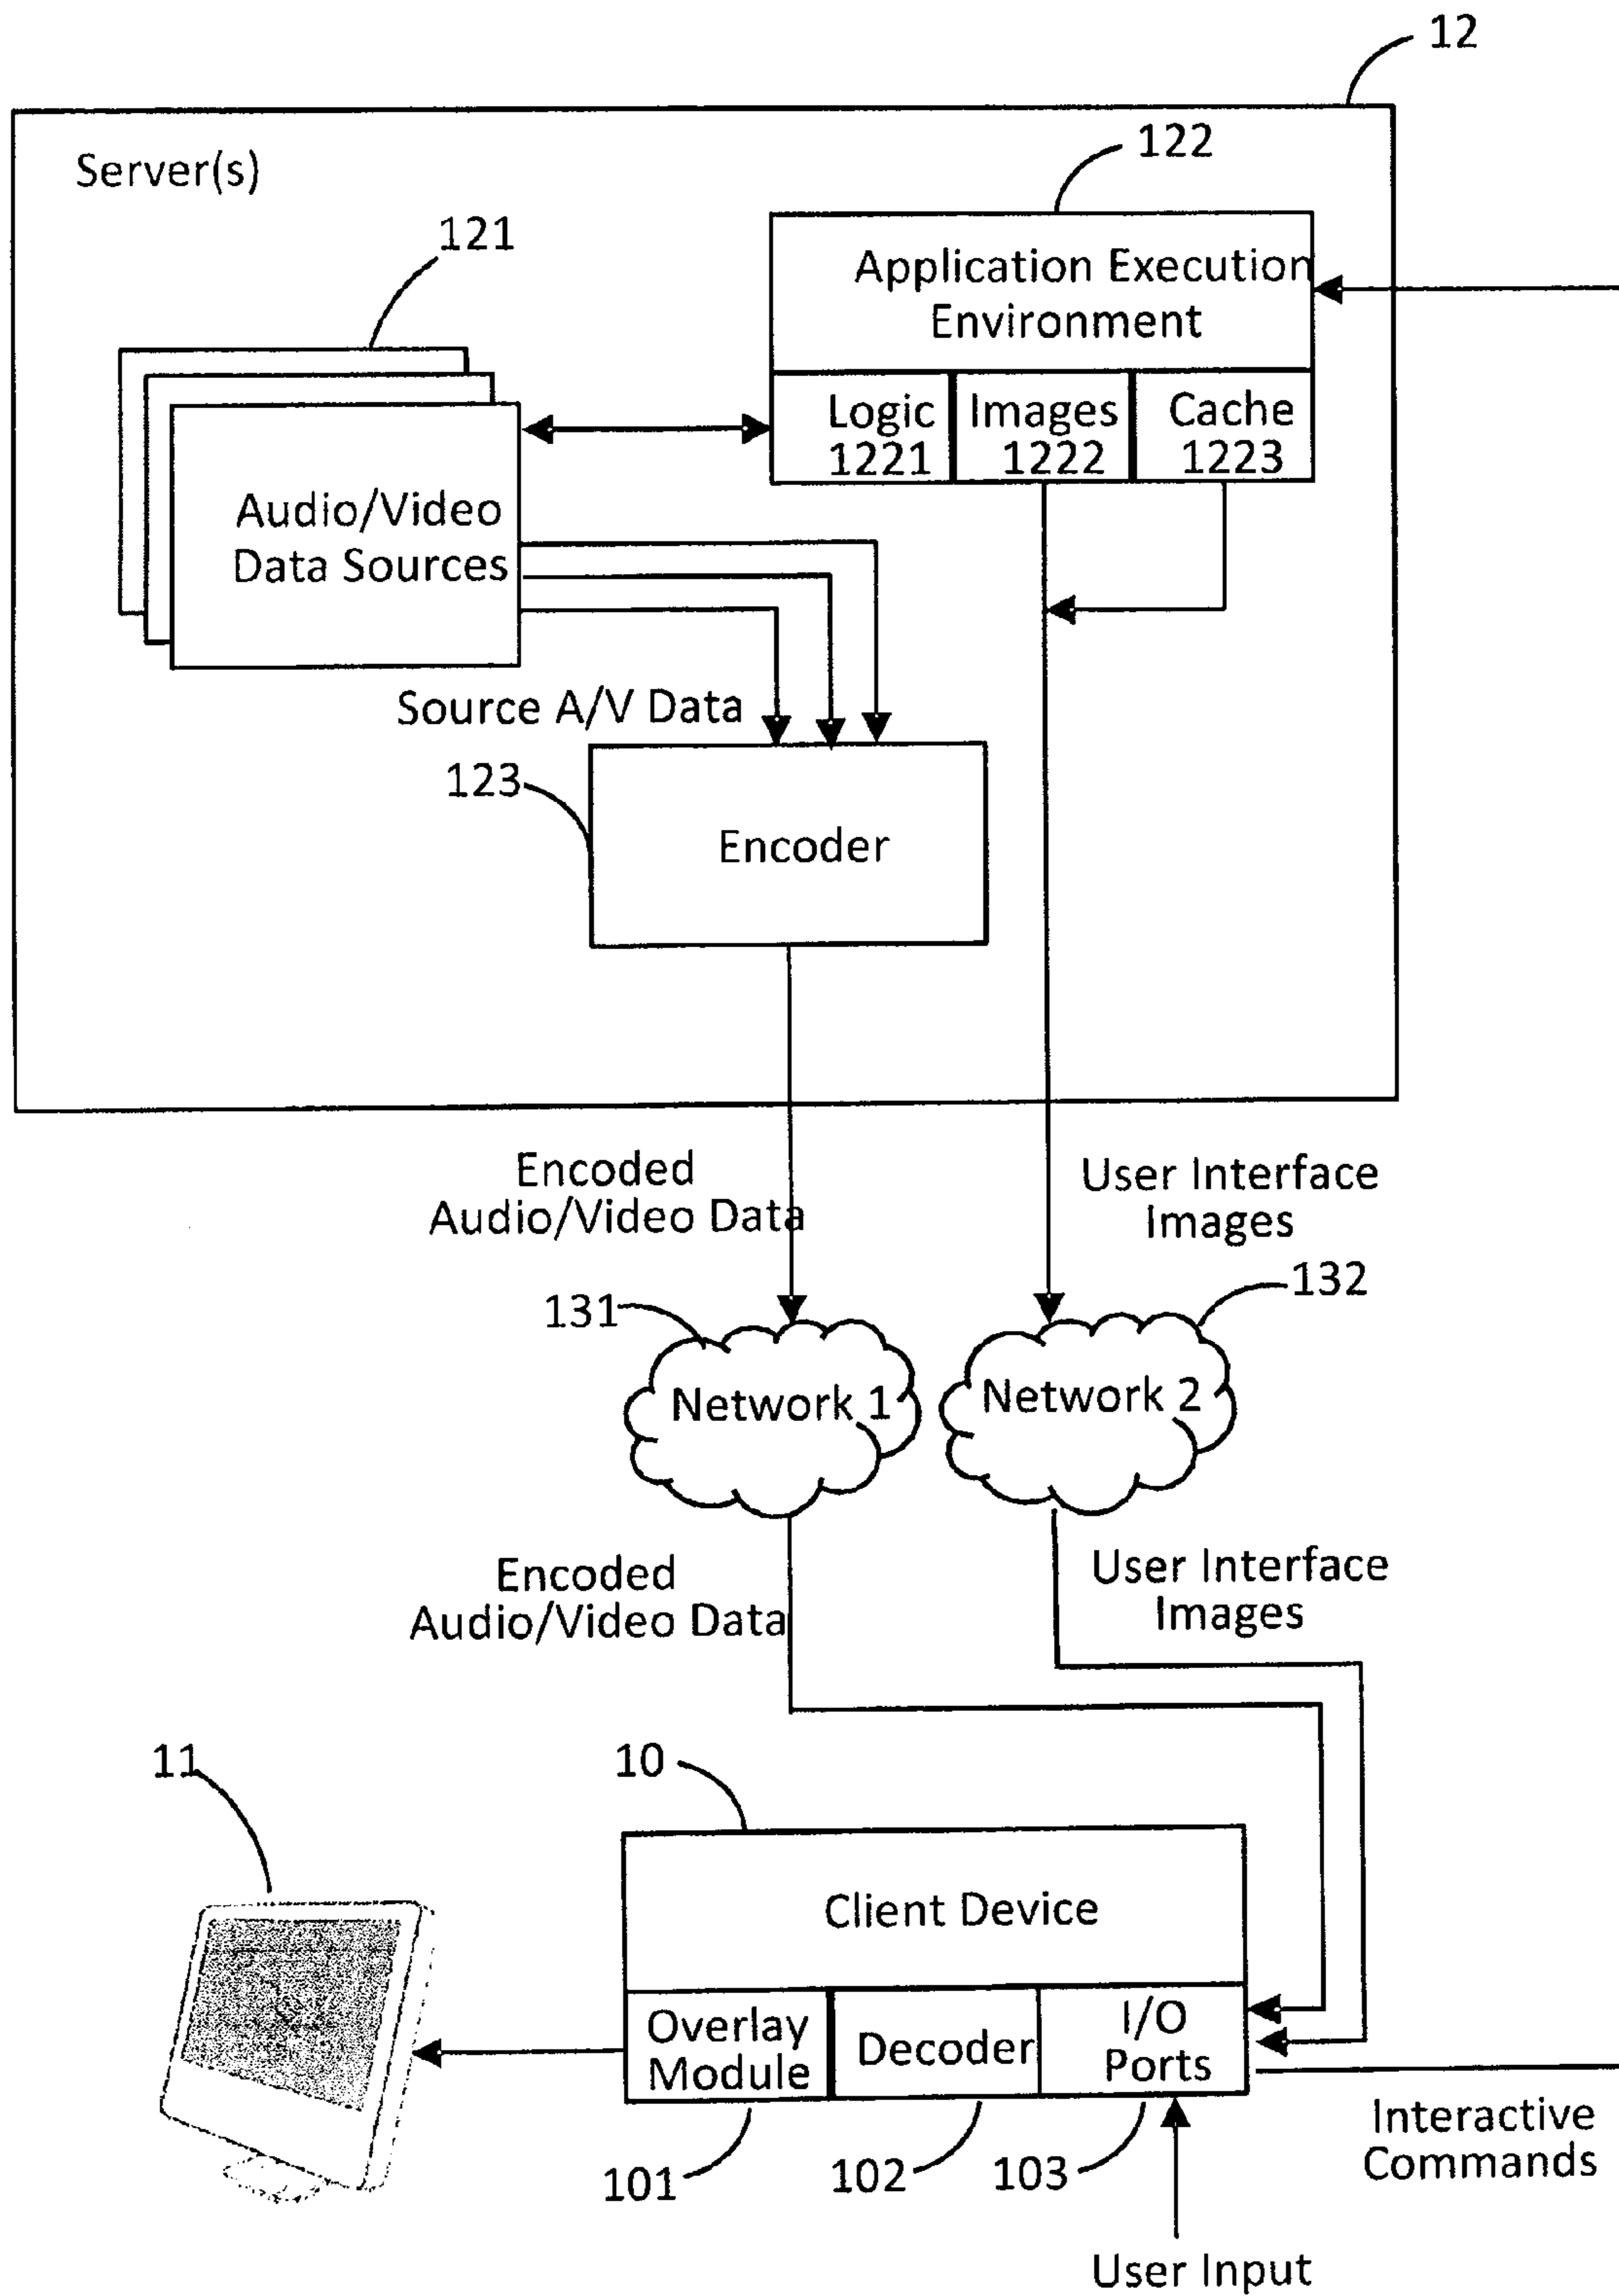 12
Server(s)
122
121
Application Execution
Environment
Logic
1221
Images
1222
Cache
1223
Audio/Video
Data Sources
Source A/V Data
123
Encoder
Encoded
Audio/Video Data
User Interface
Images
131
132
Network 1
Network 2
Encoded
Audio/Video Data
User Interface
Images
11
10
Client Device
Overlay
Module
Decoder
I/O
Ports
Interactive
Commands
101
102
103
User Input